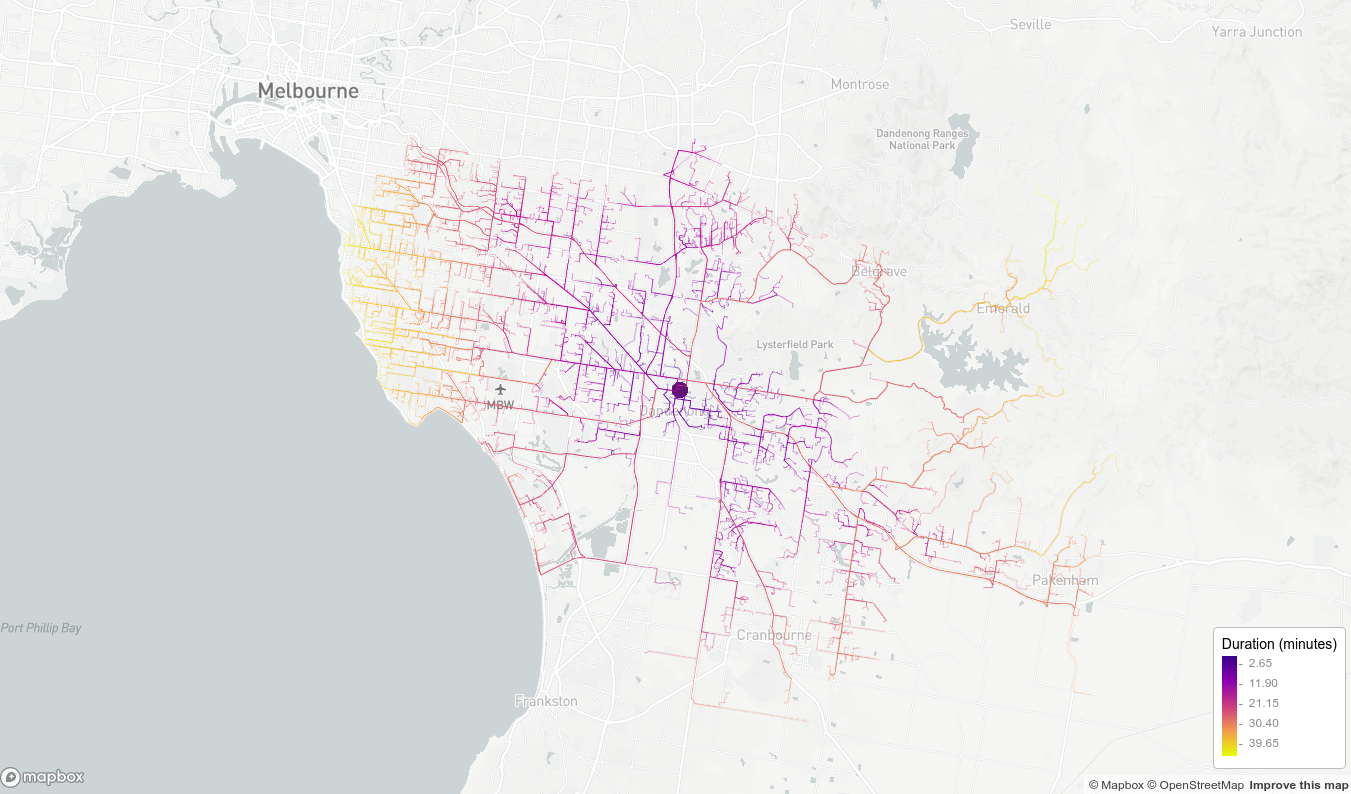 Seville
Yarra Junction
Melbourne
Montrose
Dandenong Ranges
National Park
Belgrave
Emerald
Lysterfield Park
MBW
Dandenong
Pakenham
Port Phillip Bay
Cranbourne
Frankston
Duration (minutes)
2.65
11.90
21.15
30.40
39.65
mapbox
© Mapbox © OpenStreetMap Improve this map